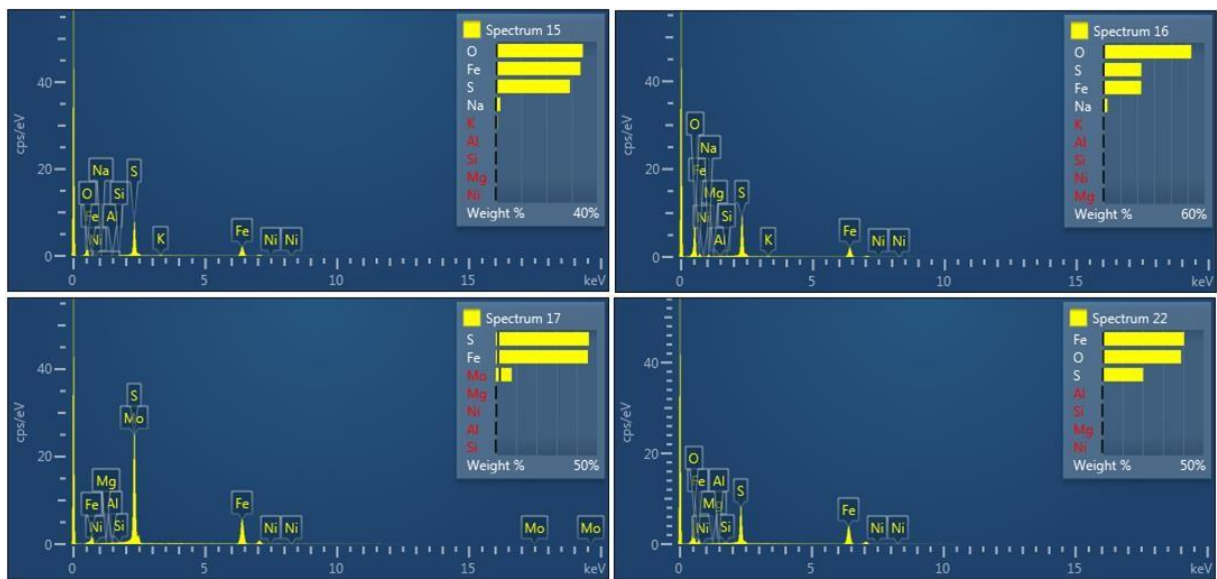 Spectrum 15
O
Fe
S
Na
K
Al
Si
Mg
Ni
Weight % 40%
cps/eV
40
20
0
Na
S
O
Si
Fe
Al
Ni
K
Fe
Ni
Ni
0 5 10 15 keV
Spectrum 16
O
S
Fe
Na
K
Al
Si
Ni
Mg
Weight % 60%
cps/eV
40
20
0
O
Na
Fe
Mg
S
Ni
Si
Al
K
Fe
Ni
Ni
0 5 10 15 keV
Spectrum 17
S
Fe
Mo
Mg
Ni
Al
Si
Weight % 50%
cps/eV
40
20
0
S
Mo
Mg
Fe
Al
Ni
Si
Fe
Ni
Ni
Mo
Mo
0 5 10 15 keV
Spectrum 22
Fe
O
S
Al
Si
Mg
Ni
Weight % 50%
cps/eV
40
30
20
10
0
O
Fe
Al
Mg
S
Ni
Si
Fe
Ni
Ni
0 5 10 15 keV